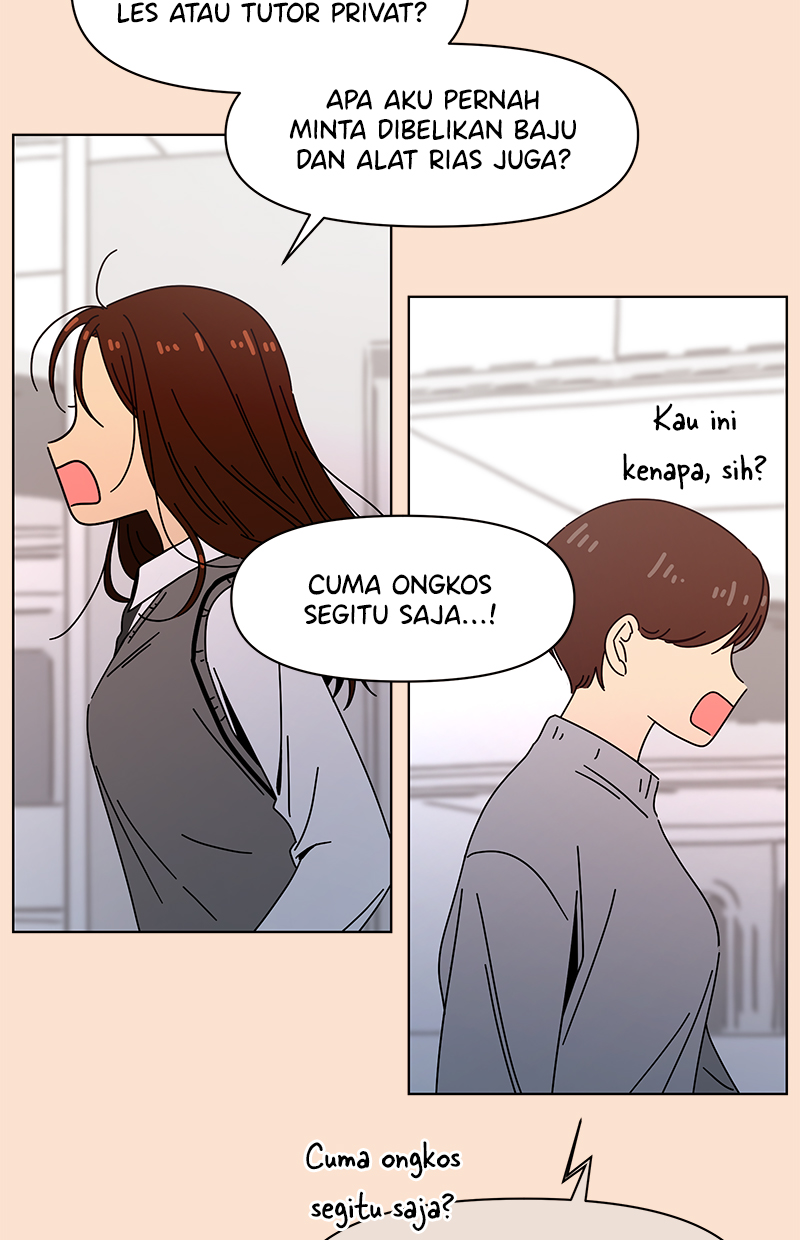 LES ATAU TUTOR PRIVAT?
APA AKU PERNAH
MINTA DIBELIKAN BAJU
DAN ALAT RIAS JUGA?
Kau ini
kenapa, sih?
CUMA ONGKOS
SEGITU SAJA...!
Cuma ongkos
segitu saja?